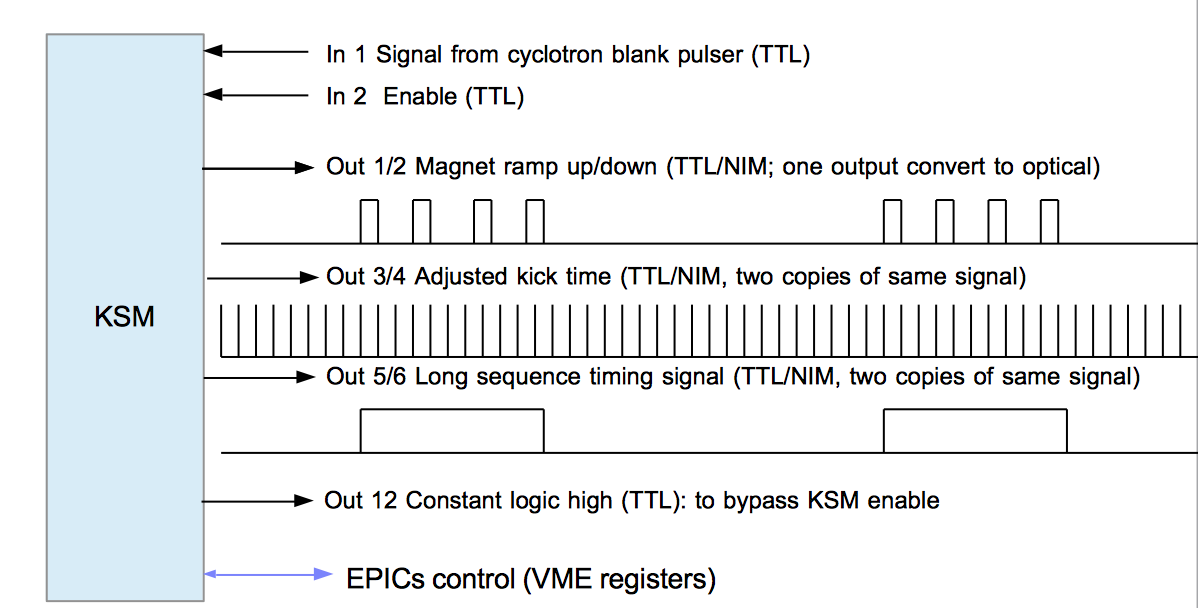 In 1 Signal from cyclotron blank pulser (TTL)
In 2 Enable (TTL)
Out 1/2 Magnet ramp up/down (TTL/NIM; one output convert to optical)
Out 3/4 Adjusted kick time (TTL/NIM, two copies of same signal)
KSM
Out 5/6 Long sequence timing signal (TTL/NIM, two copies of same signal)
Out 12 Constant logic high (TTL): to bypass KSM enable
EPICs control (VME registers)